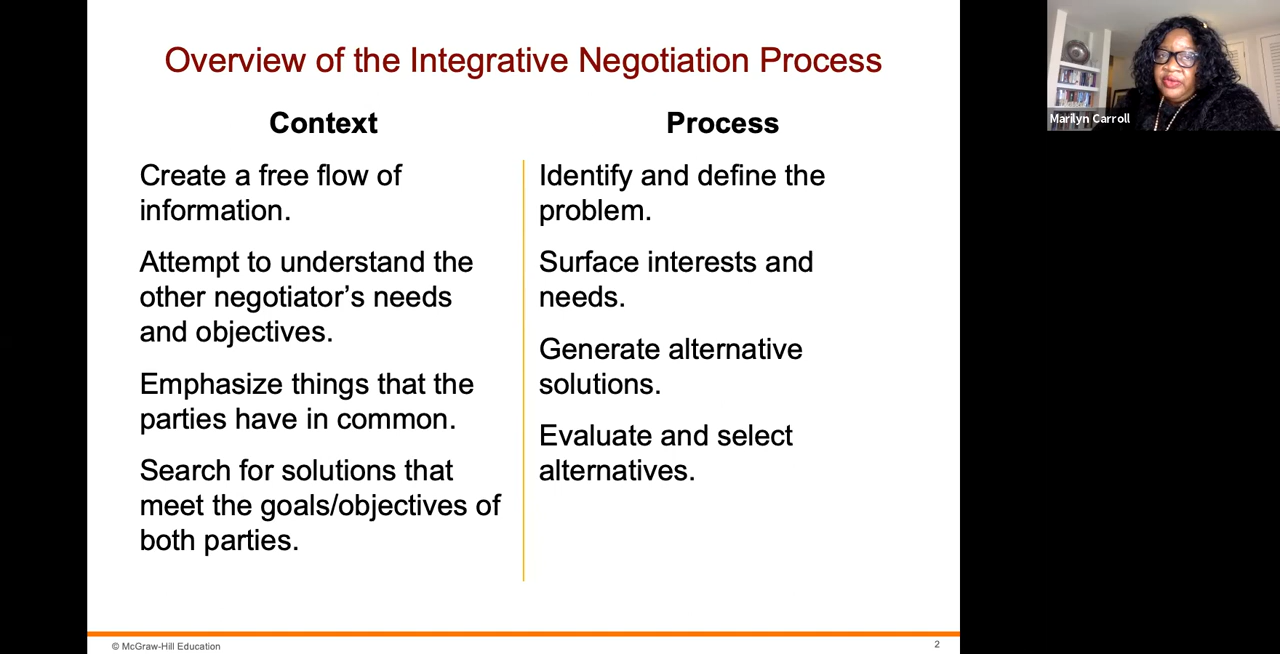 Overview of the Integrative Negotiation Process
Context
Create a free flow of
information.
Attempt to understand the
other negotiator’s needs
and objectives.
Emphasize things that the
parties have in common.
Search for solutions that
meet the goals/objectives of
both parties.
Process
Identify and define the
problem.
Surface interests and
needs.
Generate alternative
solutions.
Evaluate and select
alternatives.
© McGraw-Hill Education
2
Marilyn Carroll